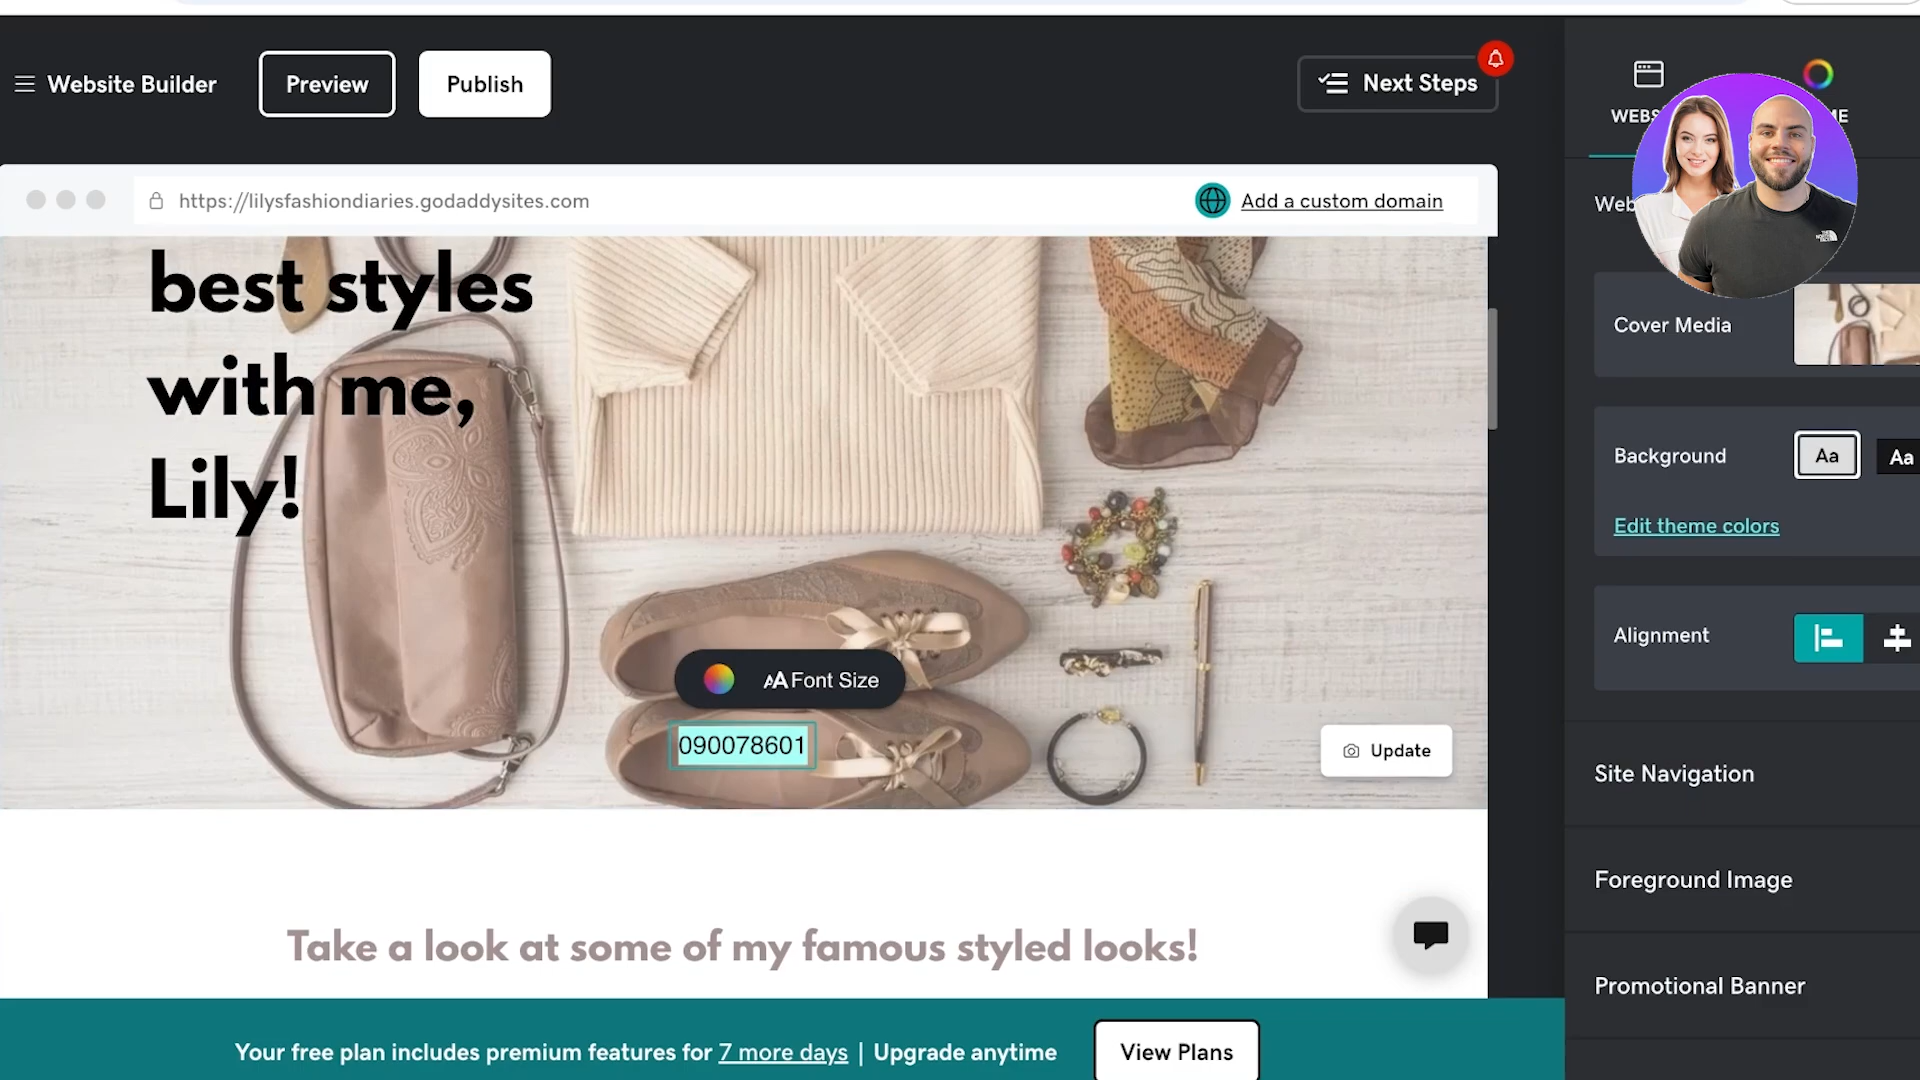 Website Builder
Preview
Publish
Next Steps
https://lilysfashiondiaries.godaddysites.com
Add a custom domain
best styles
with me,
Lily!
AA Font Size
090078601
Update
Take a look at some of my famous styled looks!
Your free plan includes premium features for 7 more days | Upgrade anytime
View Plans
Cover Media
Background
Aa
Aa
Edit theme colors
Alignment
Site Navigation
Foreground Image
Promotional Banner